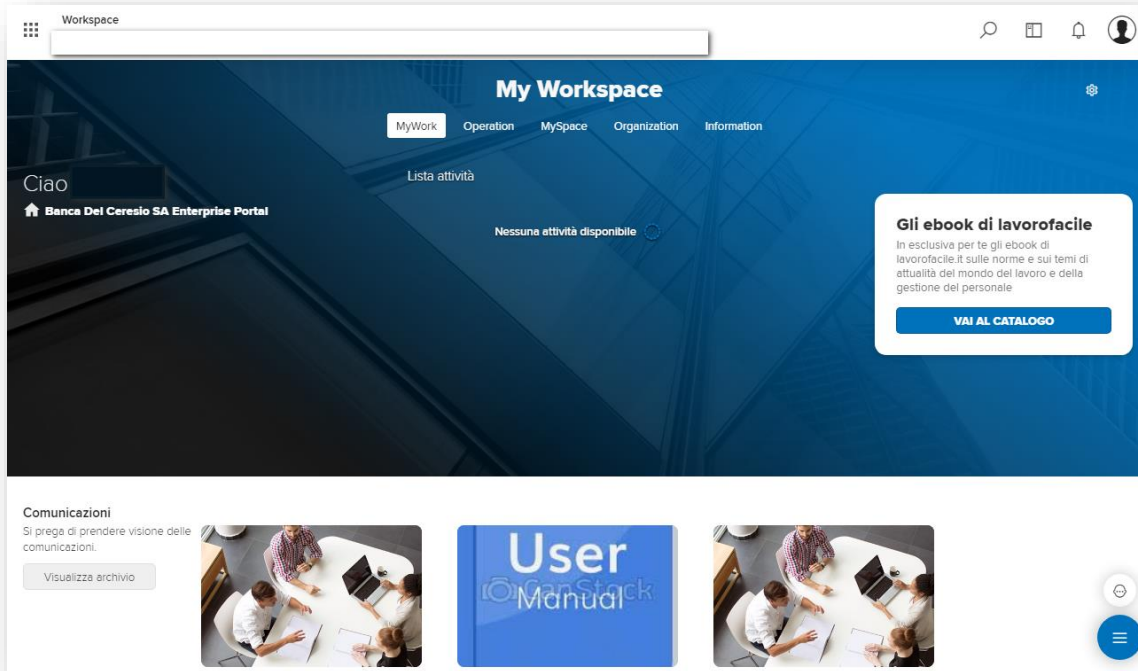 Workspace
My Workspace
MyWork Operation MySpace Organization Information
Ciao
Banca Del Ceresio SA Enterprise Portal
Lista attività
Nessuna attività disponibile
Gli ebook di lavorofacile
In esclusiva per te gli ebook di
lavorofacile.it sulle norme e sui temi di
attualità del mondo del lavoro e della
gestione del personale
VAI AL CATALOGO
Comunicazioni
Si prega di prendere visione delle
comunicazioni.
Visualizza archivio
User
Manual
CanStock